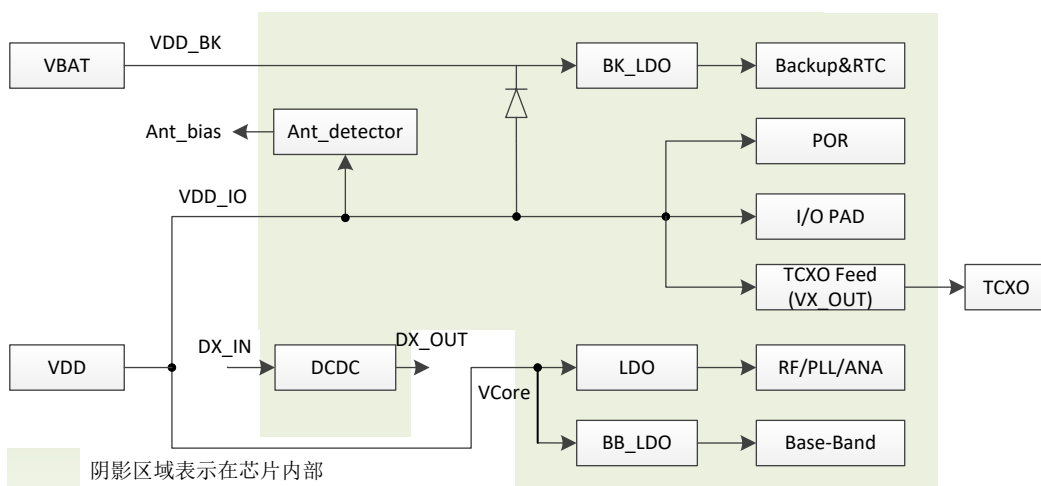 VDD_BK
VBAT
BK_LDO
Backup&RTC
Ant_bias
Ant_detector
POR
VDD_IO
I/O PAD
TCXO Feed
(VX_OUT)
TCXO
VDD
DX_IN
DCDC
DX_OUT
LDO
RF/PLL/ANA
VCore
BB_LDO
Base-Band
阴影区域表示在芯片内部